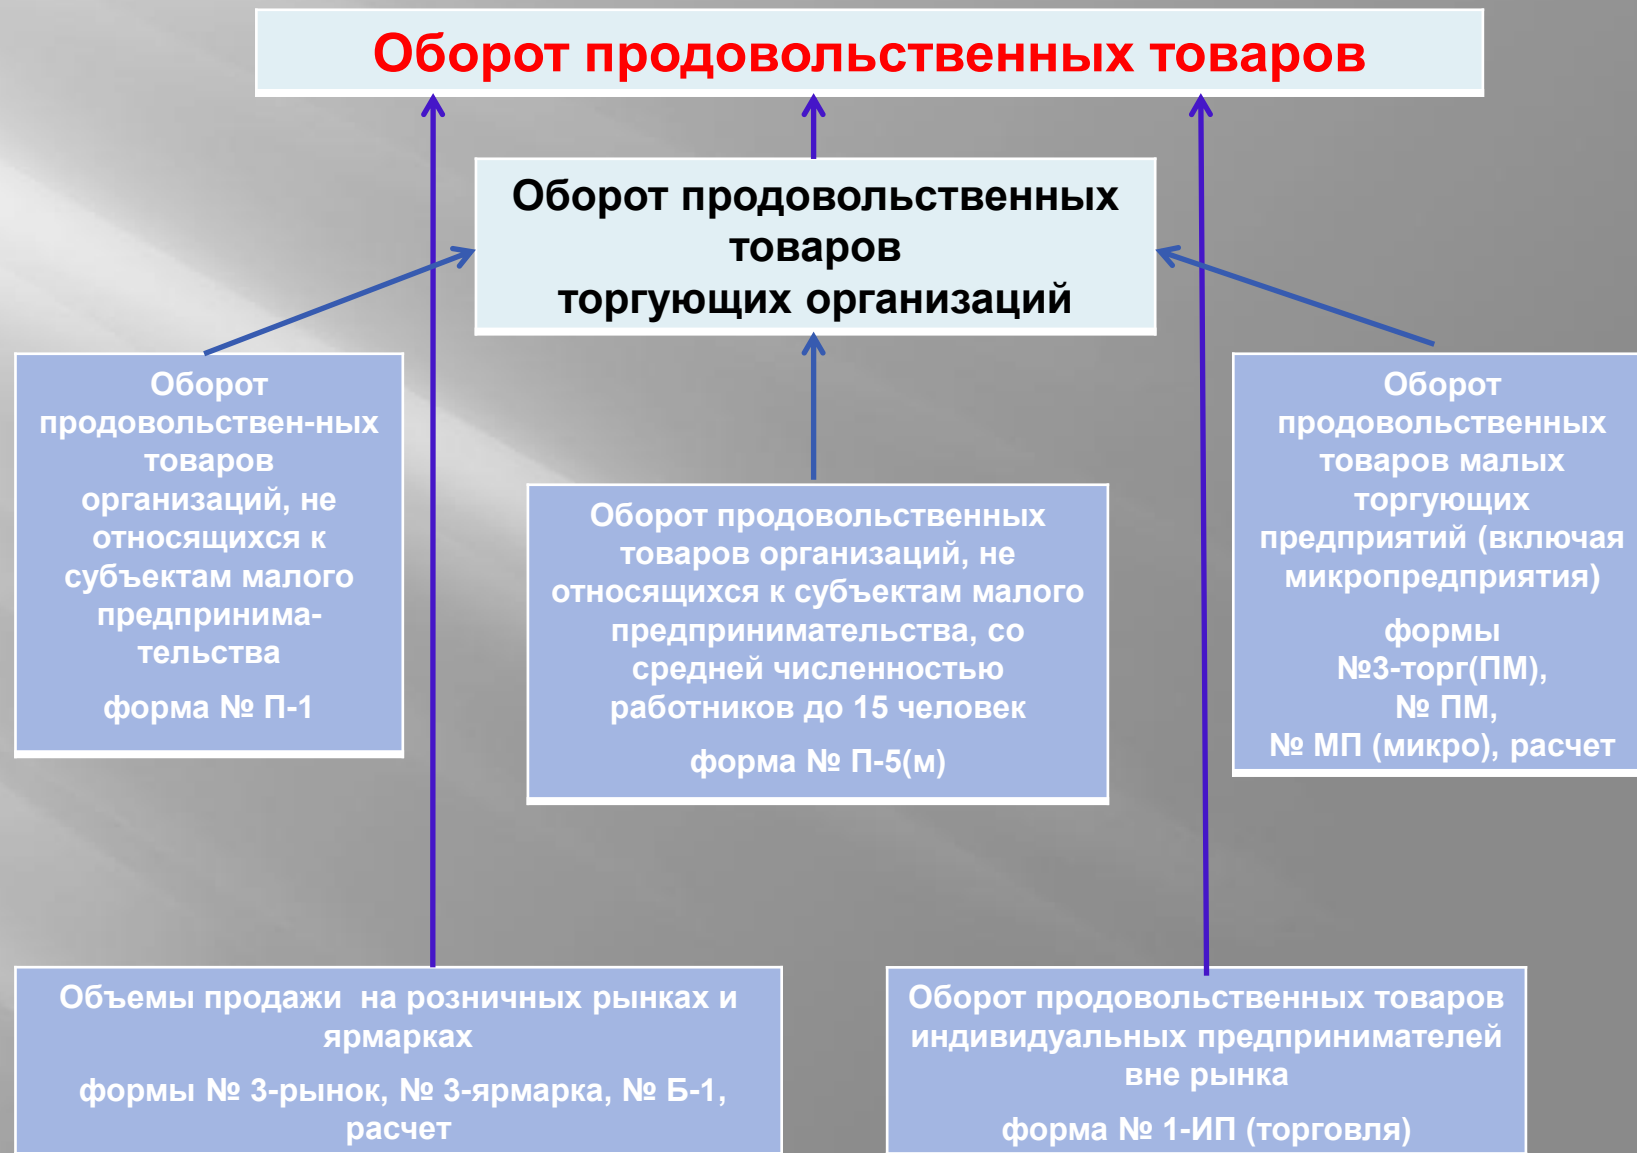 Оборот продовольственных товаров
Оборот продовольственных
товаров
торгующих организаций
Оборот
продовольствен-ных
товаров
организаций, не
относящихся к
субъектам малого
предпринима-
тельства
форма № П-1
Оборот продовольственных
товаров организаций, не
относящихся к субъектам малого
предпринимательства, со
средней численностью
работников до 15 человек
форма № П-5(м)
Оборот
продовольственных
товаров малых
торгующих
предприятий (включая
микропредприятия)
формы
№3-торг(ПМ),
№ ПМ,
№ МП (микро), расчет
Объемы продажи  на розничных рынках и
ярмарках
формы № 3-рынок, № 3-ярмарка, № Б-1,
расчет
Оборот продовольственных товаров
индивидуальных предпринимателей
вне рынка
форма № 1-ИП (торговля)